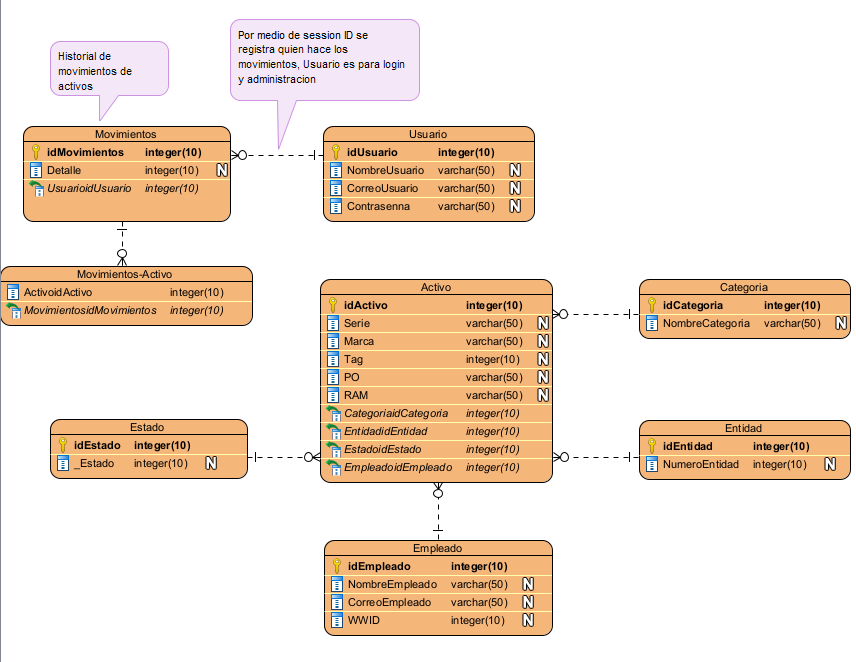 Historial de
movimientos de
activos
Por medio de session ID se
registra quien hace los
movimientos, Usuario es para login
y administracion
Movimientos
idMovimientos integer(10)
Detalle integer(10) N
UsuarioidUsuario integer(10)
Usuario
idUsuario integer(10)
NombreUsuario varchar(50) N
CorreoUsuario varchar(50) N
Contrasenna varchar(50) N
Movimientos-Activo
ActivoidActivo integer(10)
MovimientosidMovimientos integer(10)
Activo
idActivo integer(10)
Serie varchar(50) N
Marca varchar(50) N
Tag integer(10) N
PO varchar(50) N
RAM varchar(50) N
CategoriaidCategoria integer(10)
EntidadidEntidad integer(10)
EstadoidEstado integer(10)
EmpleadoidEmpleado integer(10)
Categoria
idCategoria integer(10)
NombreCategoria varchar(50) N
Estado
idEstado integer(10)
_Estado integer(10) N
Entidad
idEntidad integer(10)
NumeroEntidad integer(10) N
Empleado
idEmpleado integer(10)
NombreEmpleado varchar(50) N
CorreoEmpleado varchar(50) N
WWID integer(10) N